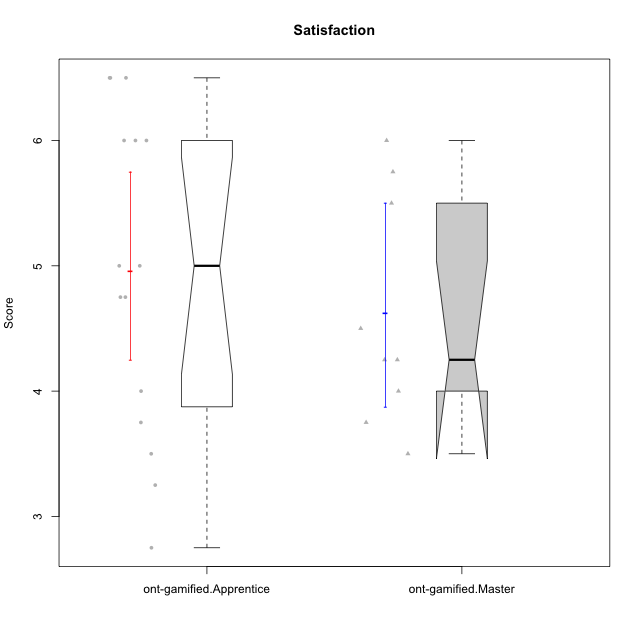 Satisfaction
Score
6
5
4
3
ont-gamified.Apprentice
ont-gamified.Master